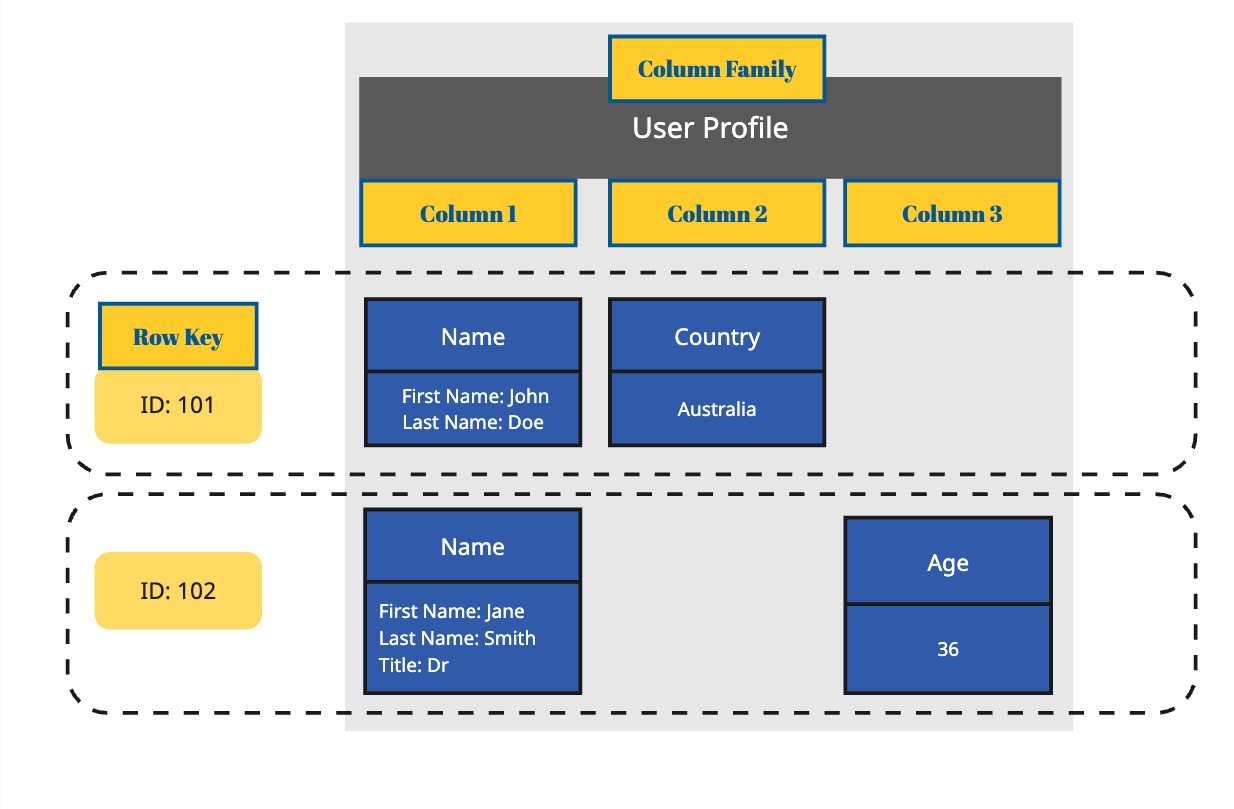 Column Family
User Profile
Column 1
Column 2
Column 3
Row Key
ID: 101
Name
First Name: John
Last Name: Doe
Country
Australia
ID: 102
Name
First Name: Jane
Last Name: Smith
Title: Dr
Age
36